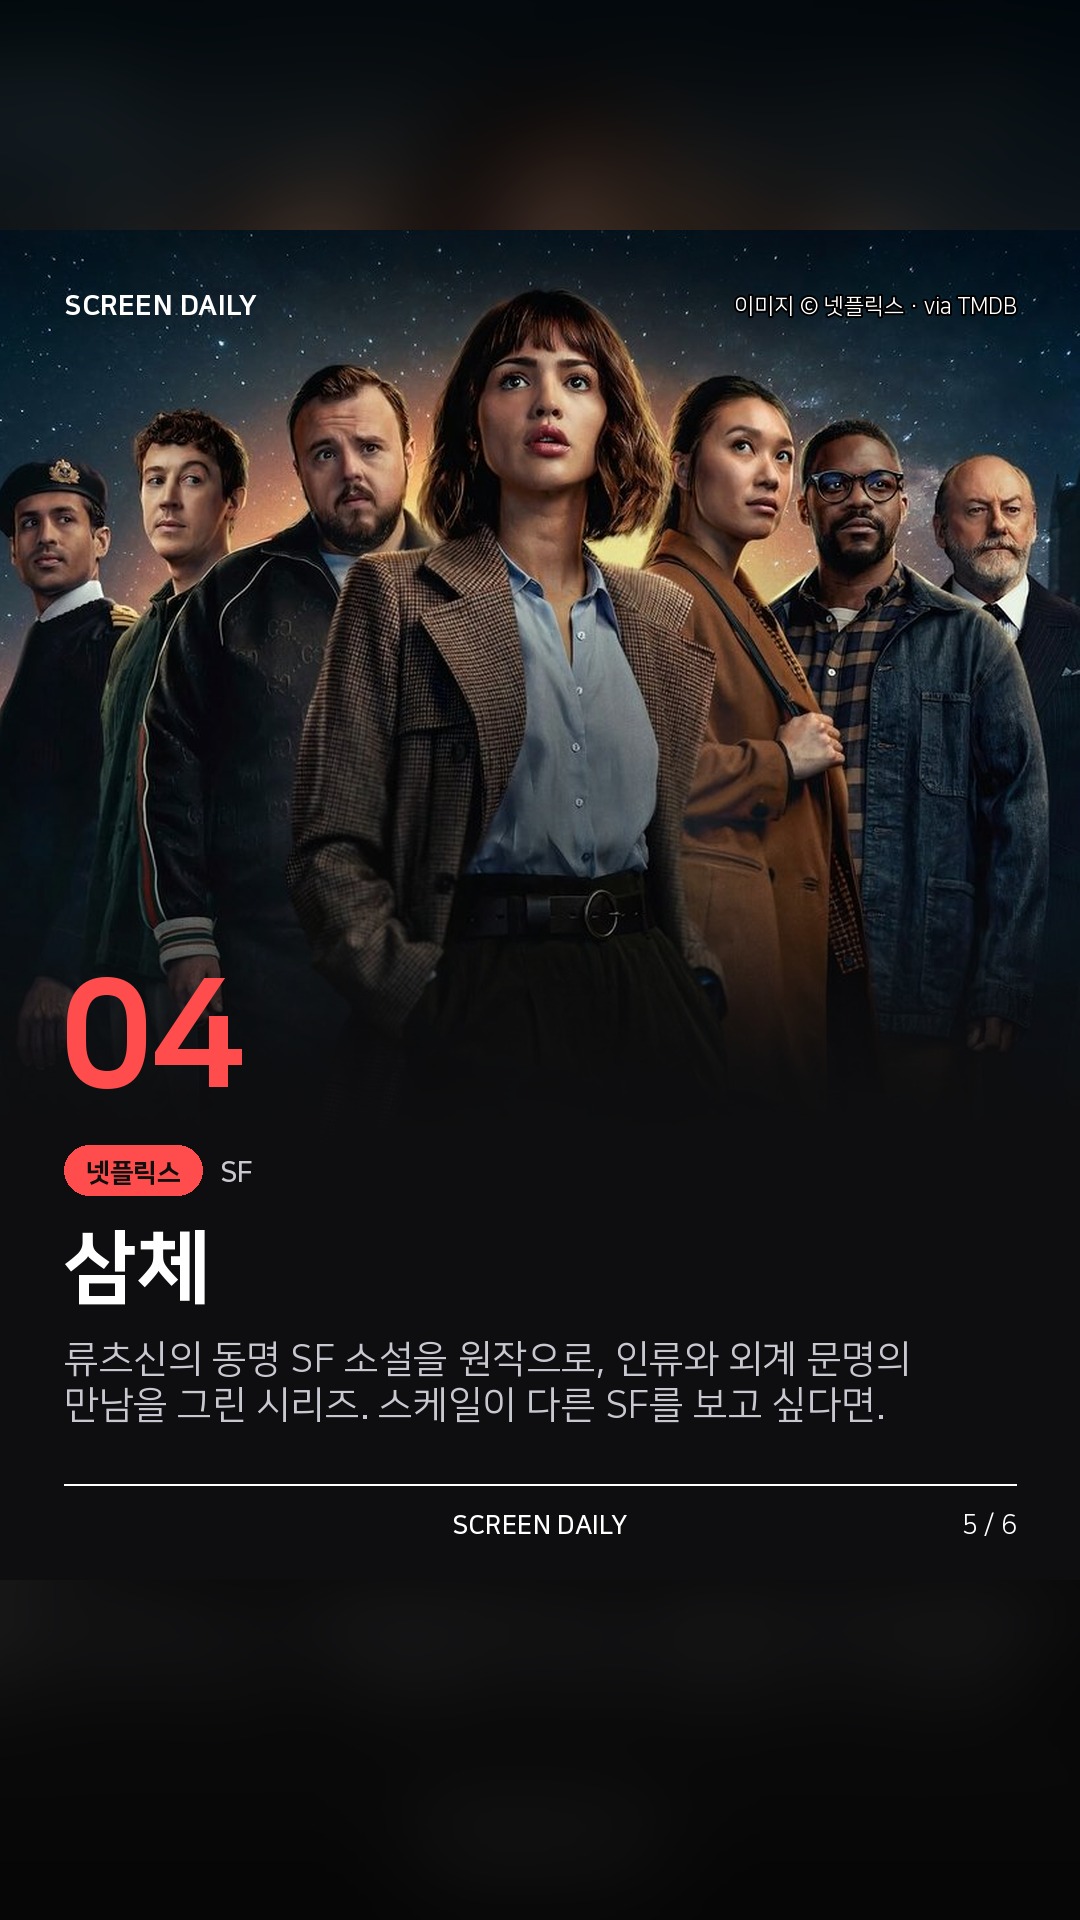 SCREEN DAILY
이미지 © 넷플릭스 · via TMDB
04
넷플릭스 SF
삼체
류츠신의 동명 SF 소설을 원작으로, 인류와 외계 문명의
만남을 그린 시리즈. 스케일이 다른 SF를 보고 싶다면.
SCREEN DAILY
5 / 6